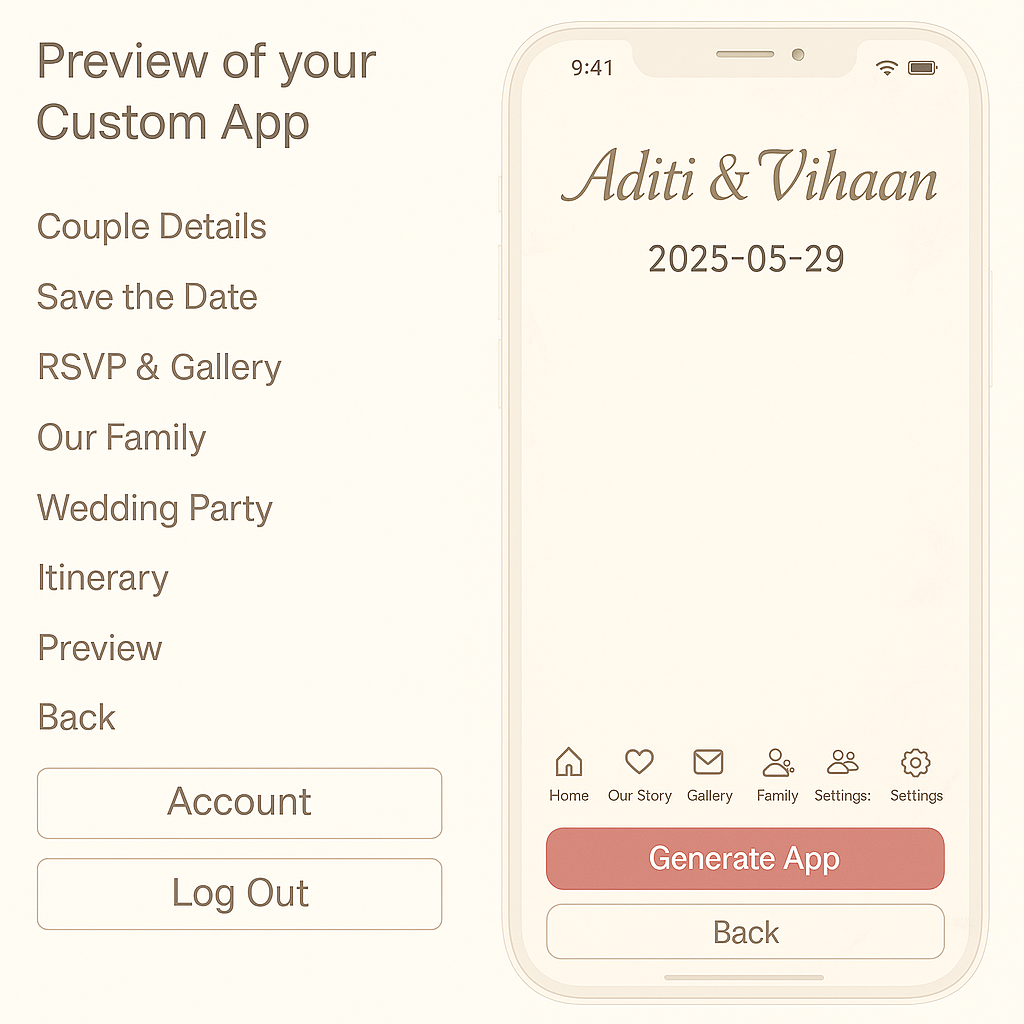 Preview of your
Custom App
Couple Details
Save the Date
RSVP & Gallery
Our Family
Wedding Party
Itinerary
Preview
Back
Account
Log Out
9:41
Aditi & Vihaan
2025-05-29
Home Our Story Gallery Family Settings: Settings
Generate App
Back